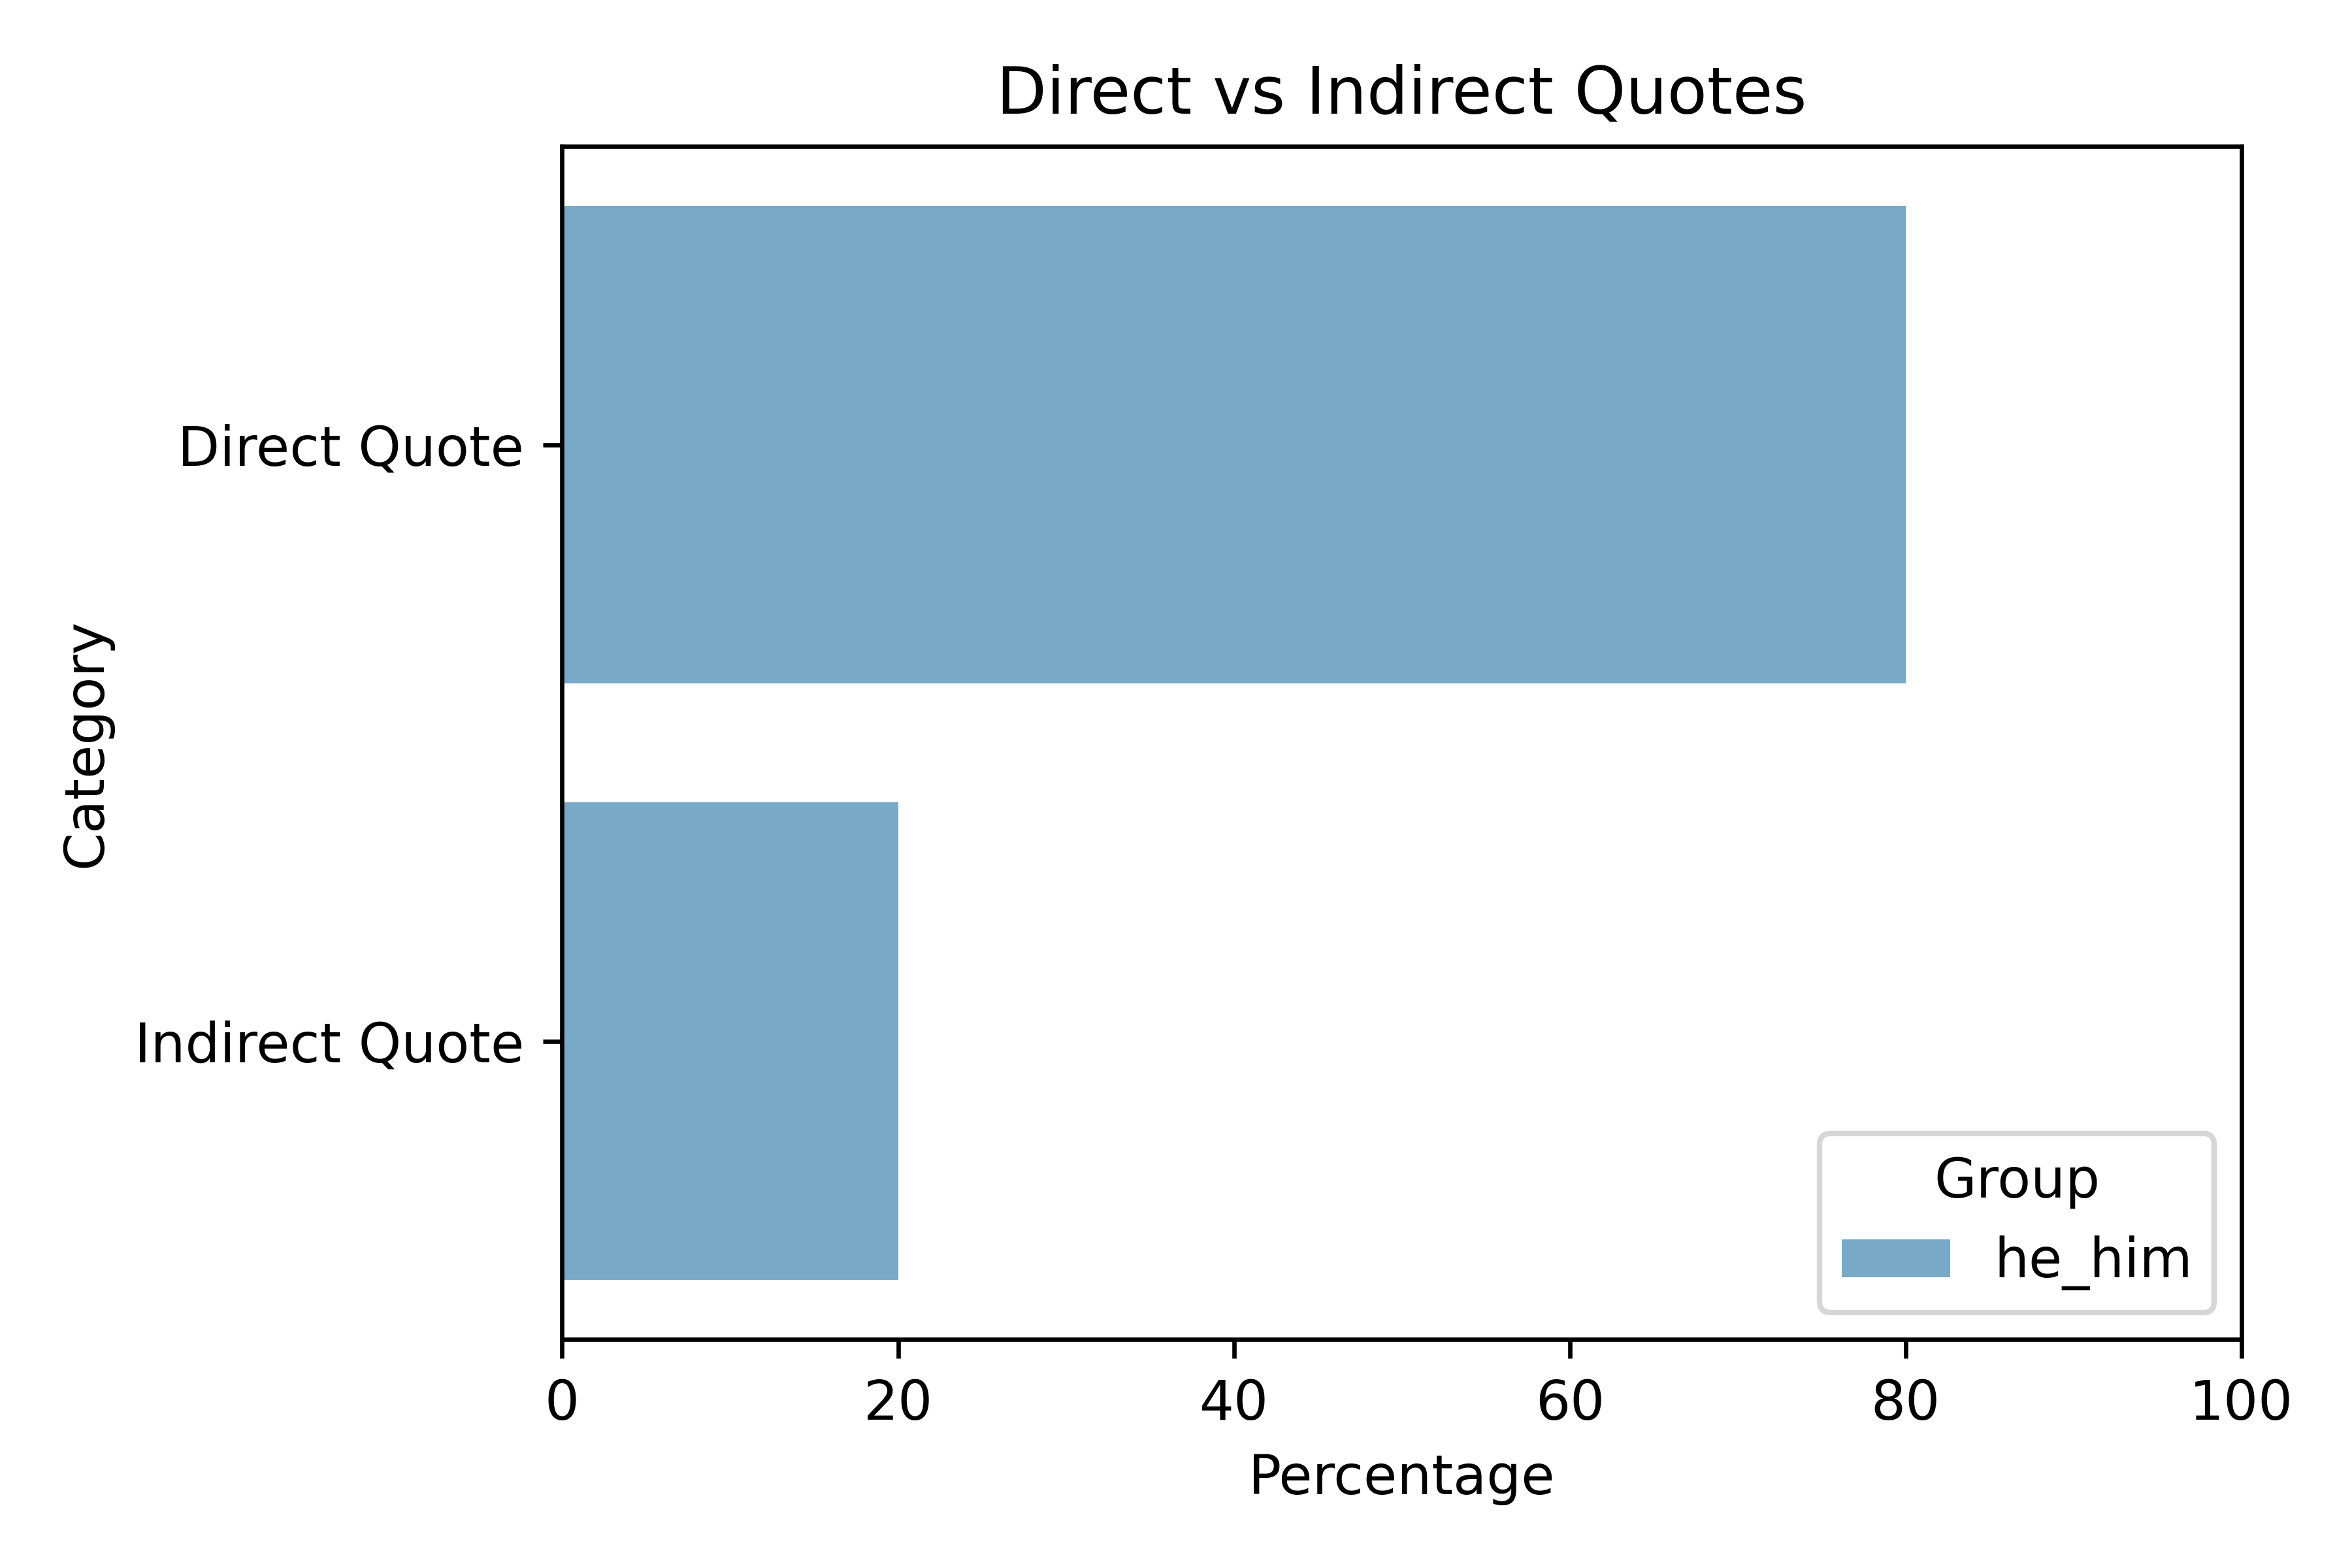 Direct vs Indirect Quotes
Category
Direct Quote
Indirect Quote
Group
he_him
0 20 40 60 80 100
Percentage